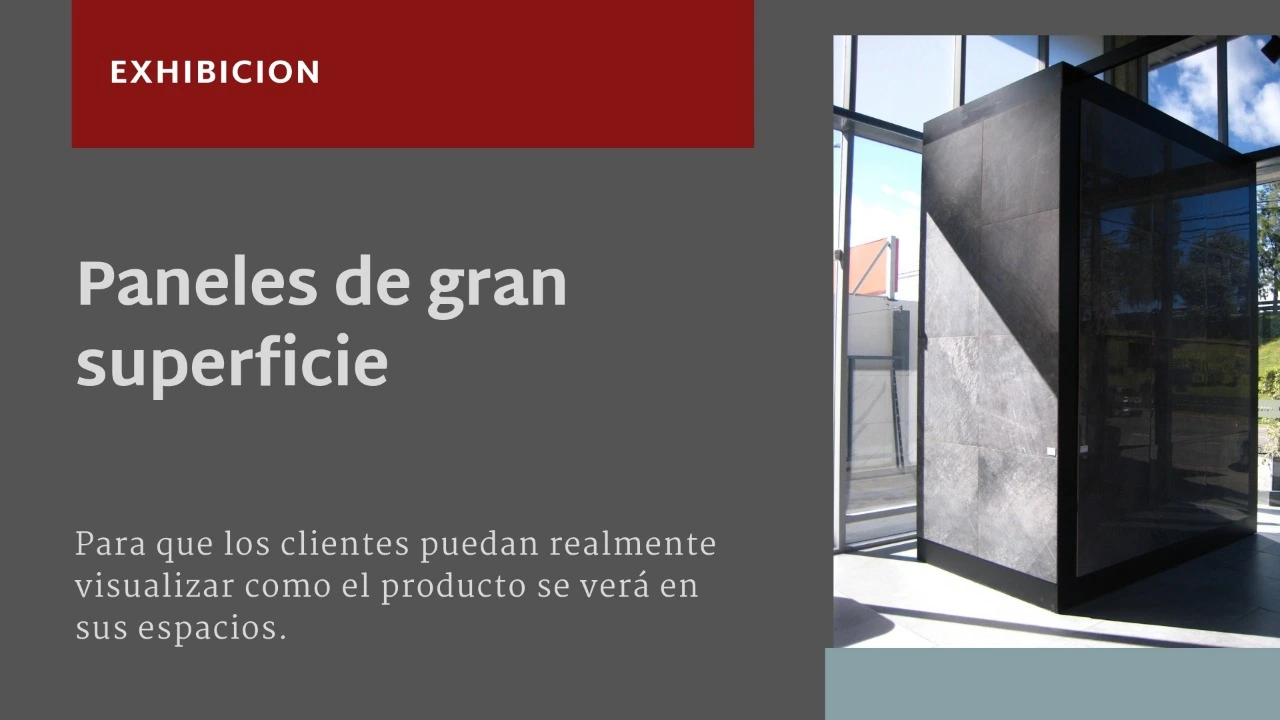 EXHIBICION
Paneles de gran
superficie
Para que los clientes puedan realmente
visualizar como el producto se verá en
sus espacios.